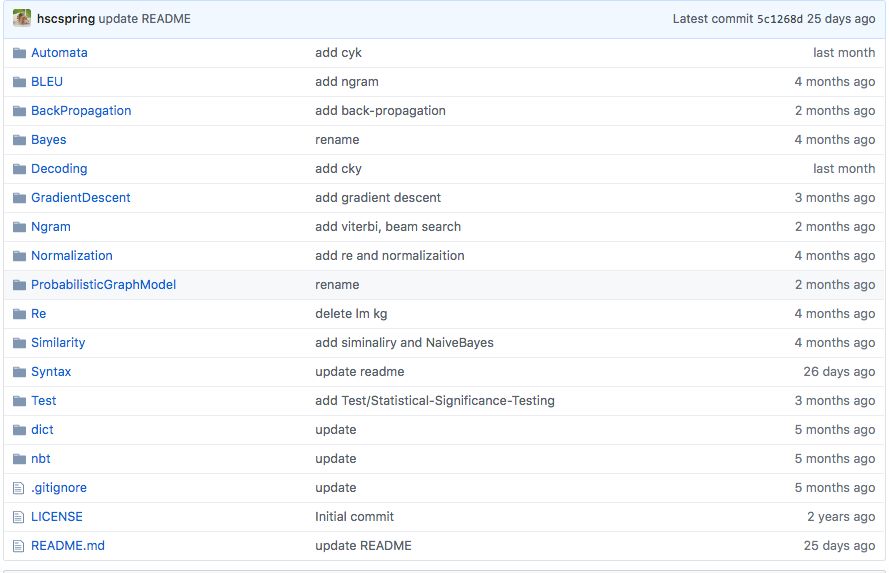 hscspring update README Latest commit 5c1268d 25 days ago
Automata add cyk last month
BLEU add ngram 4 months ago
BackPropagation add back-propagation 2 months ago
Bayes rename 4 months ago
Decoding add cky last month
GradientDescent add gradient descent 3 months ago
Ngram add viterbi, beam search 2 months ago
Normalization add re and normalizaition 4 months ago
ProbabilisticGraphModel rename 2 months ago
Re delete lm kg 4 months ago
Similarity add siminaliry and NaiveBayes 4 months ago
Syntax update readme 26 days ago
Test add Test/Statistical-Significance-Testing 3 months ago
dict update 5 months ago
nbt update 5 months ago
.gitignore update 5 months ago
LICENSE Initial commit 2 years ago
README.md update README 25 days ago